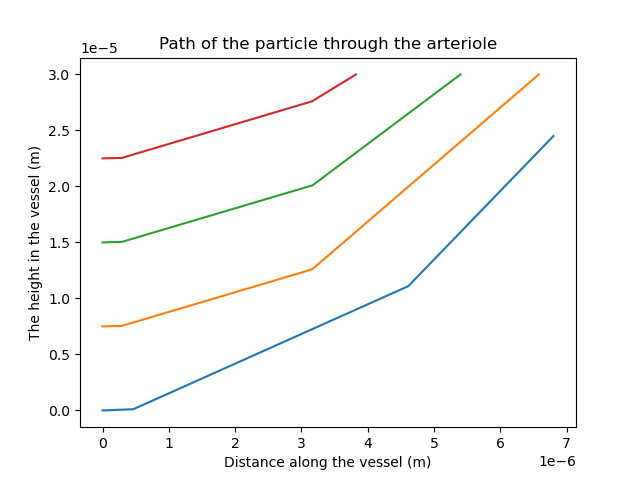 Path of the particle through the arteriole
1e−5
3.0
2.5
2.0
1.5
1.0
0.5
0.0
The height in the vessel (m)
0 1 2 3 4 5 6 7
Distance along the vessel (m)
1e−6